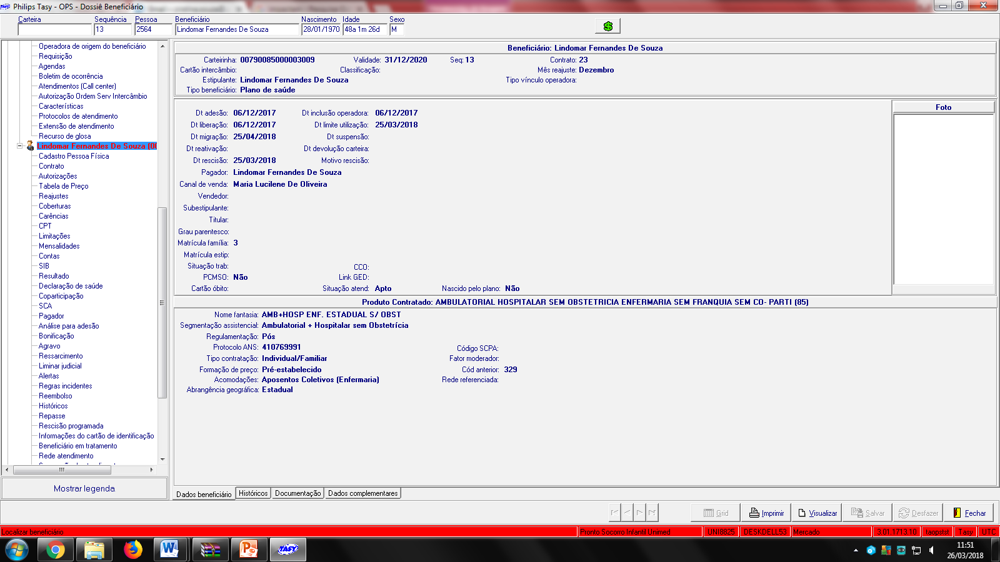 Philips Tasy - OPS - Dossiê Beneficiário
Carteira Sequência Pessoa Beneficiário Nascimento Idade Sexo
13 2564 Lindomar Fernandes De Souza 28/01/1970 48a 1m 26d M
Operadora de origem do beneficiário
Requisição
Agendas
Boletim de ocorrência
Atendimentos (Call center)
Autorização Ordem Serv Intercâmbio
Características
Protocolos de atendimento
Extensão de atendimento
Recurso de glosa
Lindomar Fernandes De Souza (00
Cadastro Pessoa Física
Contrato
Autorizações
Tabela de Preço
Reajustes
Coberturas
Carências
CPT
Limitações
Mensalidades
Contas
SIB
Resultado
Declaração de saúde
Coparticipação
SCA
Pagador
Análise para adesão
Bonificação
Agravo
Ressarcimento
Liminar judicial
Alertas
Regras incidentes
Reembolso
Históricos
Repasse
Rescisão programada
Informações do cartão de identificação
Beneficiário em tratamento
Rede atendimento
Mostrar legenda
Beneficiário: Lindomar Fernandes De Souza
Carteirinha: 00790085000003009 Validade: 31/12/2020 Seq: 13 Contrato: 23
Cartão intercâmbio: Classificação: Mês reajuste: Dezembro
Estipulante: Lindomar Fernandes De Souza Tipo vínculo operadora:
Tipo beneficiário: Plano de saúde
Foto
Dt adesão: 06/12/2017 Dt inclusão operadora: 06/12/2017
Dt liberação: 06/12/2017 Dt limite utilização: 25/03/2018
Dt migração: 25/04/2018 Dt suspensão:
Dt reativação: Dt devolução carteira:
Dt rescisão: 25/03/2018 Motivo rescisão:
Pagador: Lindomar Fernandes De Souza
Canal de venda: Maria Lucilene De Oliveira
Vendedor:
Subestipulante:
Titular:
Grau parentesco:
Matrícula família: 3
Matrícula estip:
Situação trab: CCO:
PCMSO: Não Link GED:
Cartão óbito: Situação atend: Apto Nascido pelo plano: Não
Produto Contratado: AMBULATORIAL HOSPITALAR SEM OBSTETRICIA ENFERMARIA SEM FRANQUIA SEM CO- PARTI (85)
Nome fantasia: AMB+HOSP ENF. ESTADUAL S/ OBST
Segmentação assistencial: Ambulatorial + Hospitalar sem Obstetrícia
Regulamentação: Pós
Protocolo ANS: 410769991 Código SCPA:
Tipo contratação: Individual/Familiar Fator moderador:
Formação de preço: Pré-estabelecido Cód anterior: 329
Acomodações: Aposentos Coletivos (Enfermaria) Rede referenciada:
Abrangência geográfica: Estadual
Dados beneficiário Históricos Documentação Dados complementares
Grid Imprimir Visualizar Salvar Desfazer Fechar
Localizar beneficiário Pronto Socorro Infantil Unimed UNI8825 DESKDELL53 Mercado 3.01.1713.10 taopstst Tasy UTC
TASY
11:51
26/03/2018